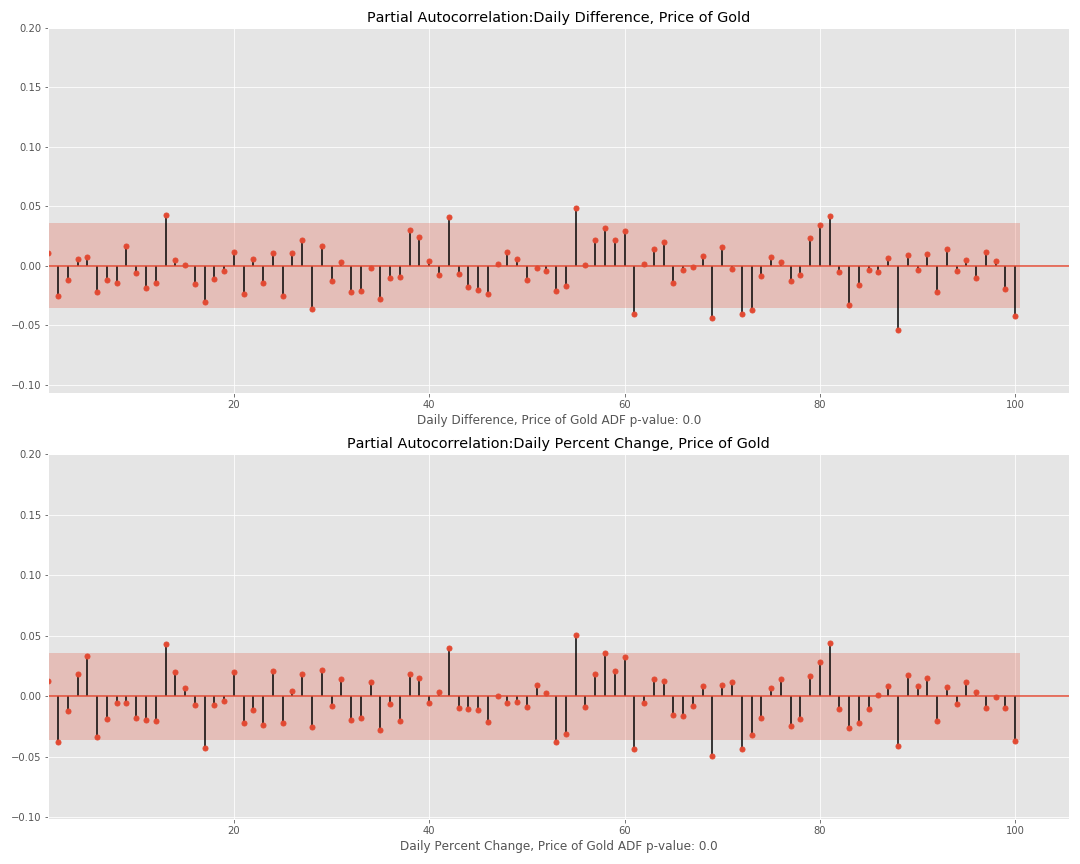 Partial Autocorrelation:Daily Difference, Price of Gold
0.20
0.15
0.10
0.05
0.00
−0.05
−0.10
20 40 60 80 100
Daily Difference, Price of Gold ADF p-value: 0.0
Partial Autocorrelation:Daily Percent Change, Price of Gold
0.20
0.15
0.10
0.05
0.00
−0.05
−0.10
20 40 60 80 100
Daily Percent Change, Price of Gold ADF p-value: 0.0